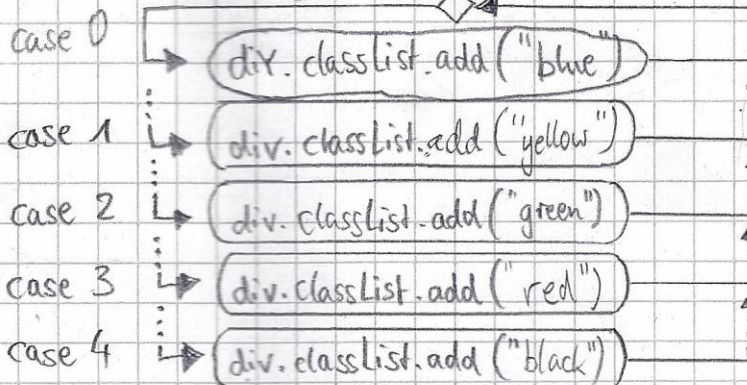 case 0 div.classList.add("blue")
case 1 div.classList.add("yellow")
case 2 div.classList.add("green")
case 3 div.classList.add("red")
case 4 div.classList.add("black")